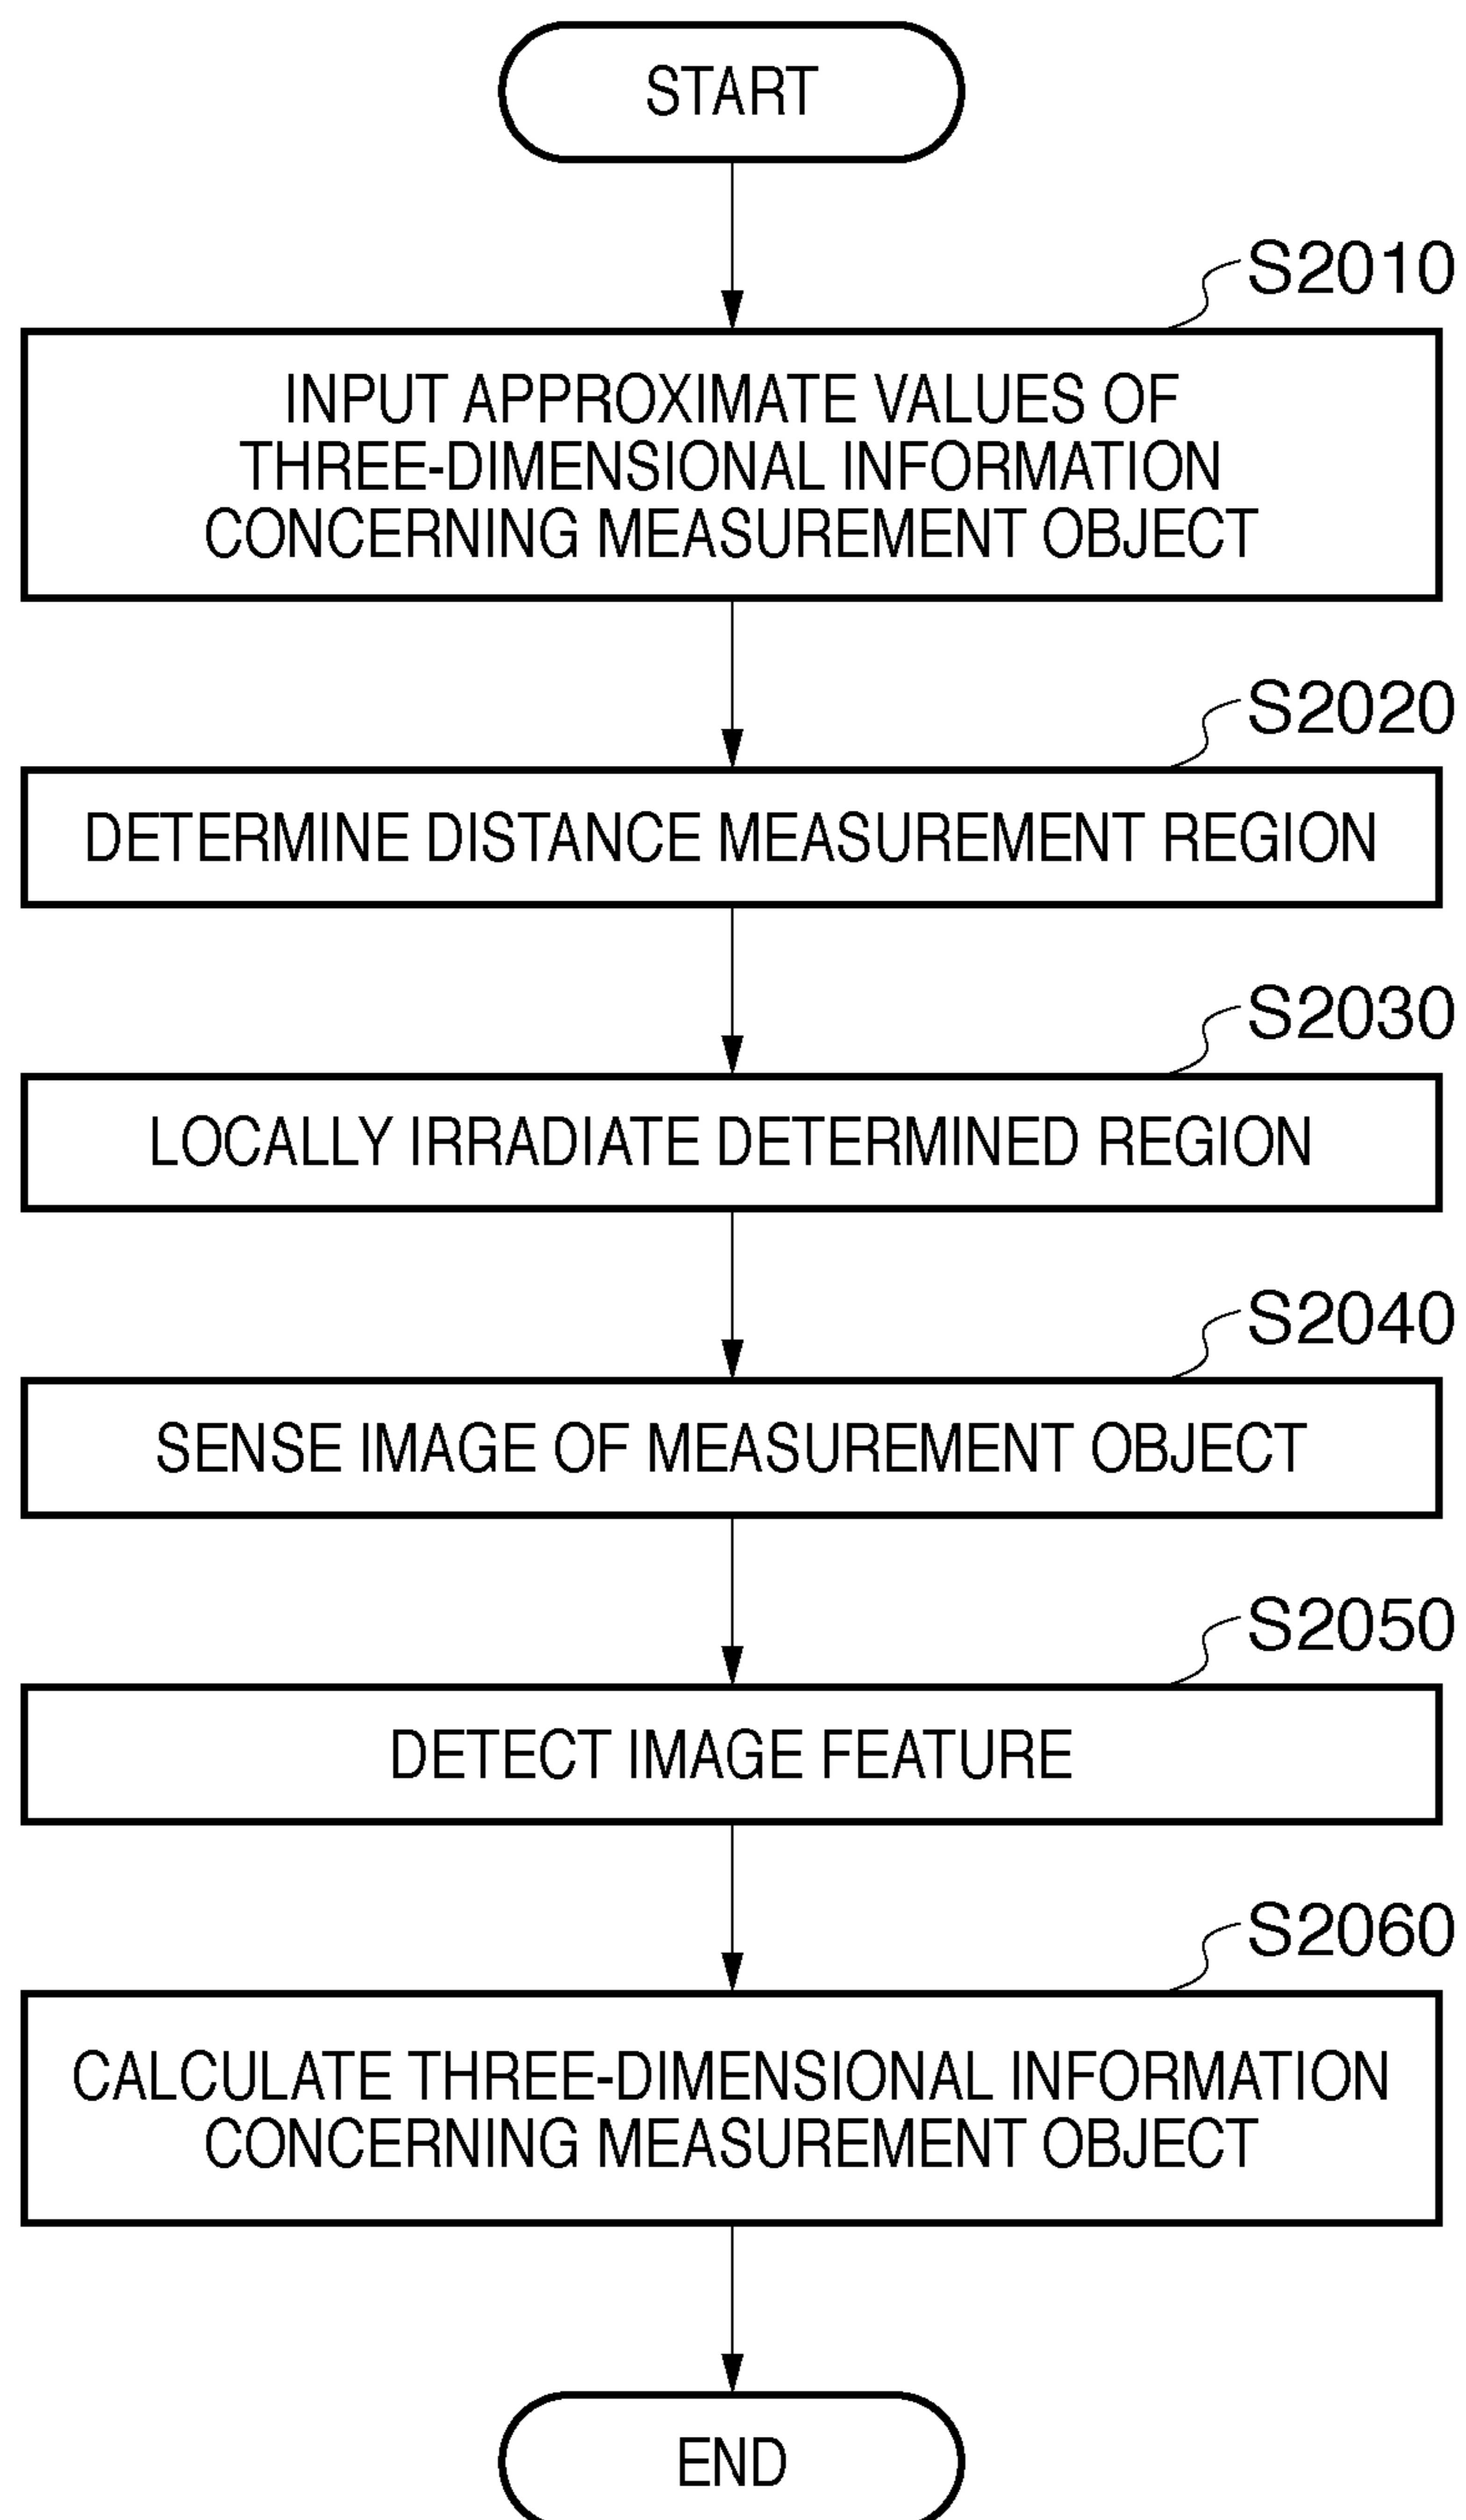 START
S2010
INPUT APPROXIMATE VALUES OF
THREE-DIMENSIONAL INFORMATION
CONCERNING MEASUREMENT OBJECT
S2020
DETERMINE DISTANCE MEASUREMENT REGION
S2030
LOCALLY IRRADIATE DETERMINED REGION
S2040
SENSE IMAGE OF MEASUREMENT OBJECT
S2050
DETECT IMAGE FEATURE
S2060
CALCULATE THREE-DIMENSIONAL INFORMATION
CONCERNING MEASUREMENT OBJECT
END